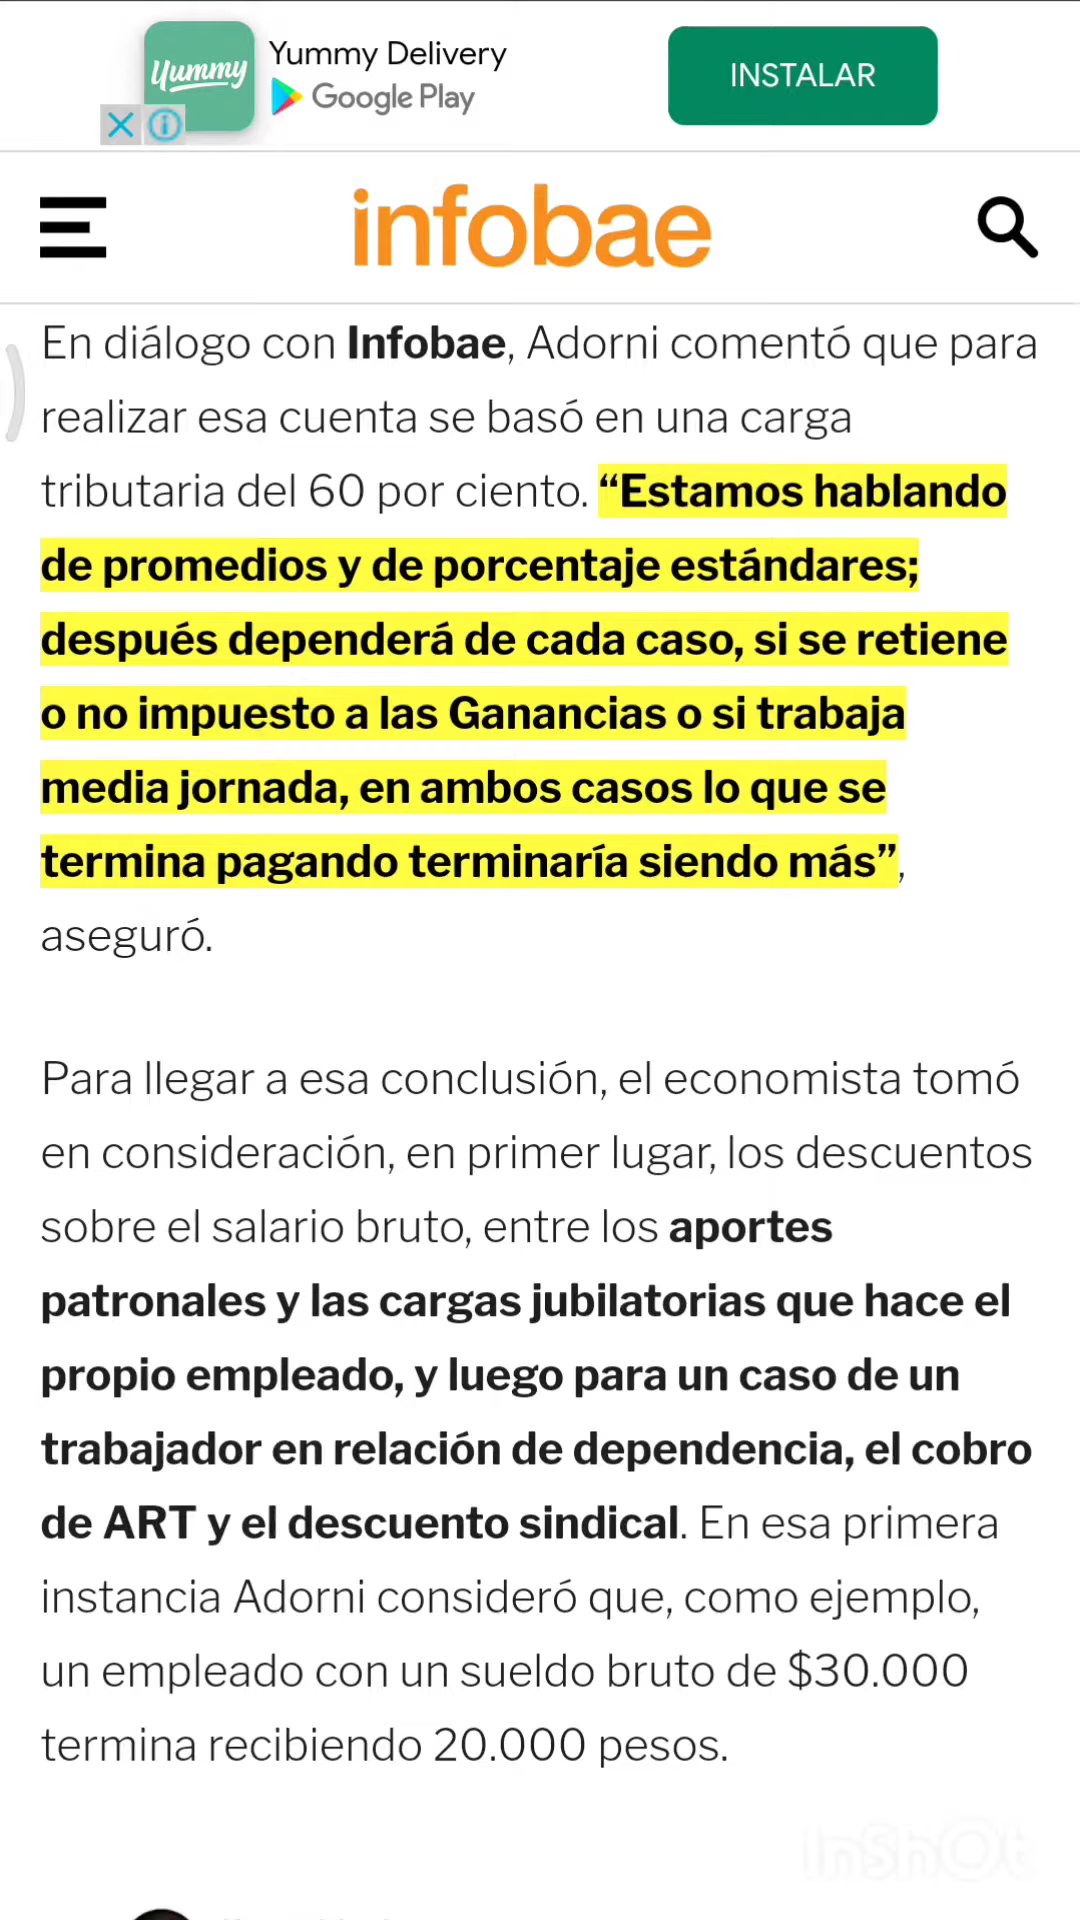 Yummy
Yummy Delivery
Google Play
INSTALAR
infobae
En diálogo con Infobae, Adorni comentó que para
realizar esa cuenta se basó en una carga
tributaria del 60 por ciento. “Estamos hablando
de promedios y de porcentaje estándares;
después dependerá de cada caso, si se retiene
o no impuesto a las Ganancias o si trabaja
media jornada, en ambos casos lo que se
termina pagando terminaría siendo más”,
aseguró.
Para llegar a esa conclusión, el economista tomó
en consideración, en primer lugar, los descuentos
sobre el salario bruto, entre los aportes
patronales y las cargas jubilatorias que hace el
propio empleado, y luego para un caso de un
trabajador en relación de dependencia, el cobro
de ART y el descuento sindical. En esa primera
instancia Adorni consideró que, como ejemplo,
un empleado con un sueldo bruto de $30.000
termina recibiendo 20.000 pesos.
InShOt